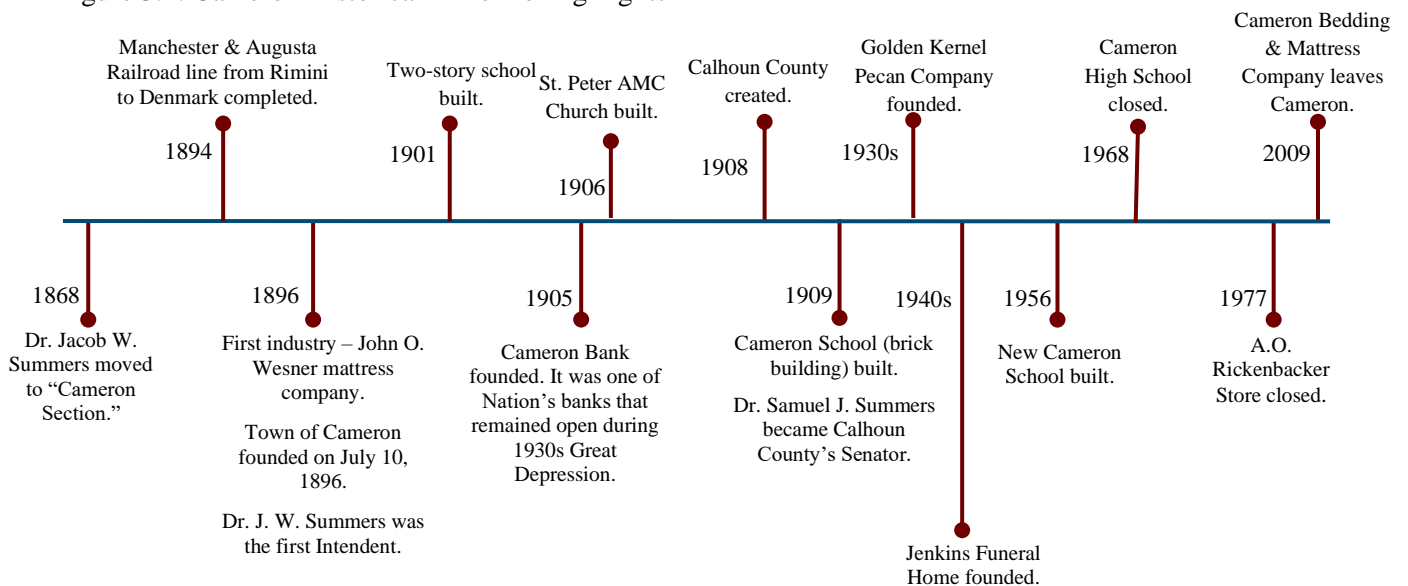 Manchester & Augusta
Railroad line from Rimini
to Denmark completed.
1894
Two-story school
built.
1901
St. Peter AMC
Church built.
1906
Calhoun County
created.
1908
Golden Kernel
Pecan Company
founded.
1930s
Cameron
High School
closed.
1968
Cameron Bedding
& Mattress
Company leaves
Cameron.
2009
1868
Dr. Jacob W.
Summers moved
to “Cameron
Section.”
1896
First industry – John O.
Wesner mattress
company.
Town of Cameron
founded on July 10,
1896.
Dr. J. W. Summers was
the first Intendent.
1905
Cameron Bank
founded. It was one of
Nation’s banks that
remained open during
1930s Great
Depression.
1909
Cameron School (brick
building) built.
Dr. Samuel J. Summers
became Calhoun
County’s Senator.
1940s
Jenkins Funeral
Home founded.
1956
New Cameron
School built.
1977
A.O.
Rickenbacker
Store closed.